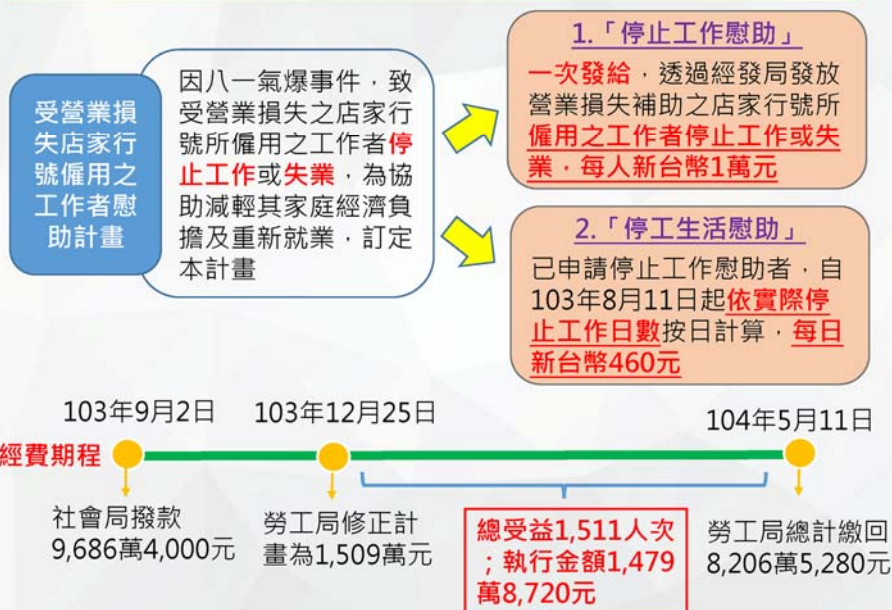 受營業損
失店家行
號僱用之
工作者慰
助計畫
因八一氣爆事件，致
受營業損失之店家行
號所僱用之工作者停
止工作或失業，為協
助減輕其家庭經濟負
擔及重新就業，訂定
本計畫
1.「停止工作慰助」
一次發給，透過經發局發放
營業損失補助之店家行號所
僱用之工作者停止工作或失
業，每人新台幣1萬元
2.「停工生活慰助」
已申請停止工作慰助者，自
103年8月11日起依實際停
止工作日數按日計算，每日
新台幣460元
103年9月2日
103年12月25日
104年5月11日
經費期程
社會局撥款
9,686萬4,000元
勞工局修正計
畫為1,509萬元
總受益1,511人次
；執行金額1,479
萬8,720元
勞工局總計繳回
8,206萬5,280元